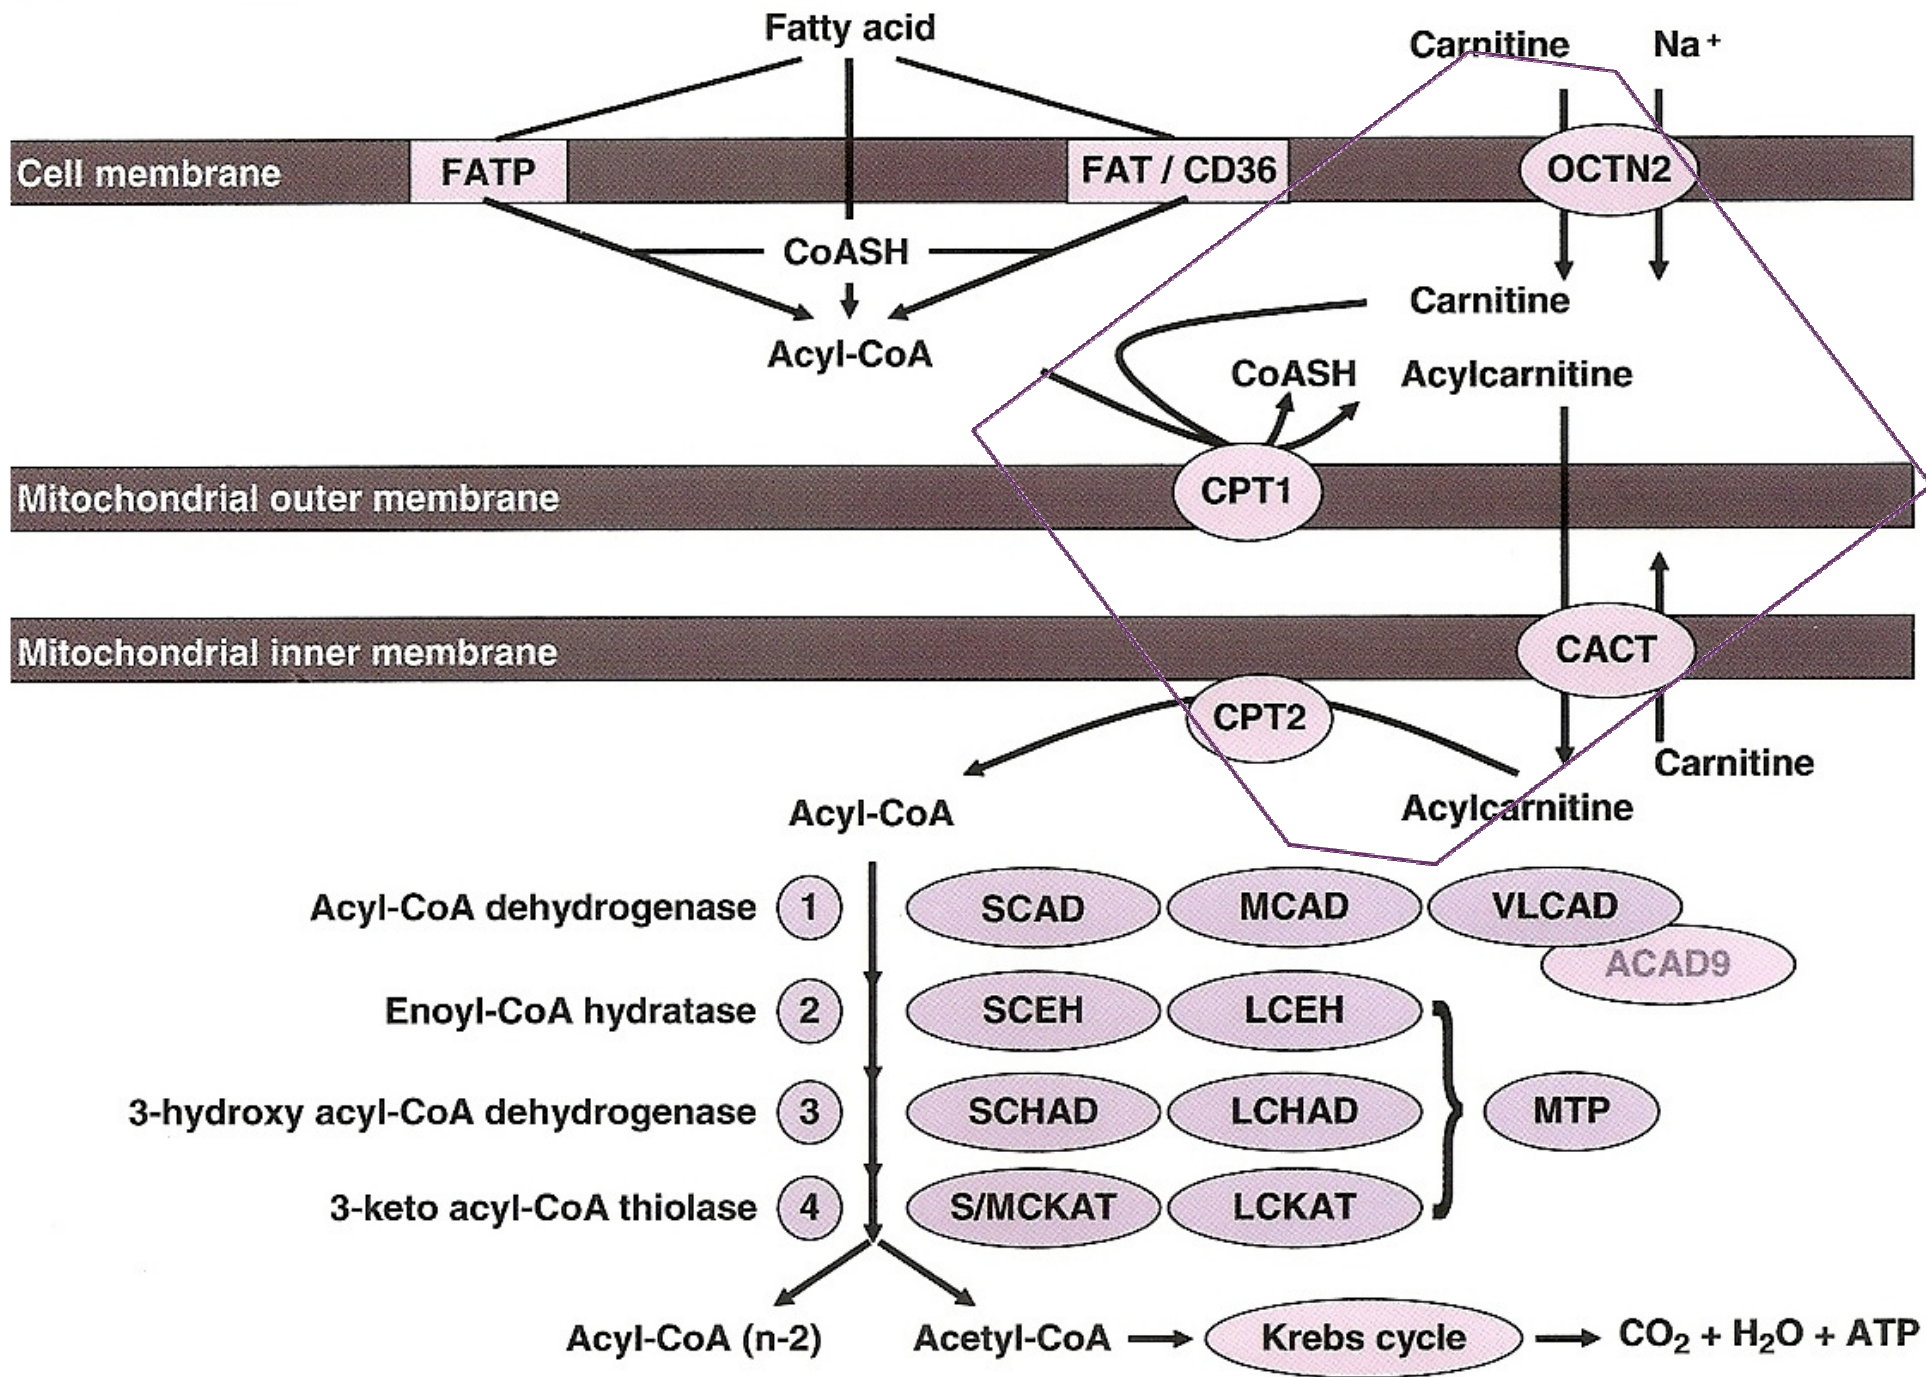 Fatty acid
Carnitine Na+
Cell membrane FATP FAT / CD36 OCTN2
CoASH
Carnitine
Acyl-CoA CoASH Acylcarnitine
Mitochondrial outer membrane CPT1
Mitochondrial inner membrane CACT
CPT2
Carnitine
Acyl-CoA Acylcarnitine
Acyl-CoA dehydrogenase 1 SCAD MCAD VLCAD
ACAD9
Enoyl-CoA hydratase 2 SCEH LCEH
3-hydroxy acyl-CoA dehydrogenase 3 SCHAD LCHAD MTP
3-keto acyl-CoA thiolase 4 S/MCKAT LCKAT
Acyl-CoA (n-2) Acetyl-CoA Krebs cycle CO₂ + H₂O + ATP